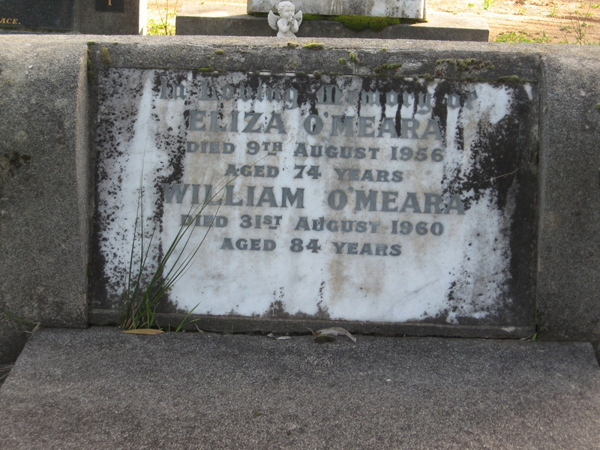 ACE.
In Loving Memory of
ELIZA O'MEARA
DIED 9TH AUGUST 1956
AGED 74 YEARS
WILLIAM O'MEARA
DIED 31ST AUGUST 1960
AGED 84 YEARS